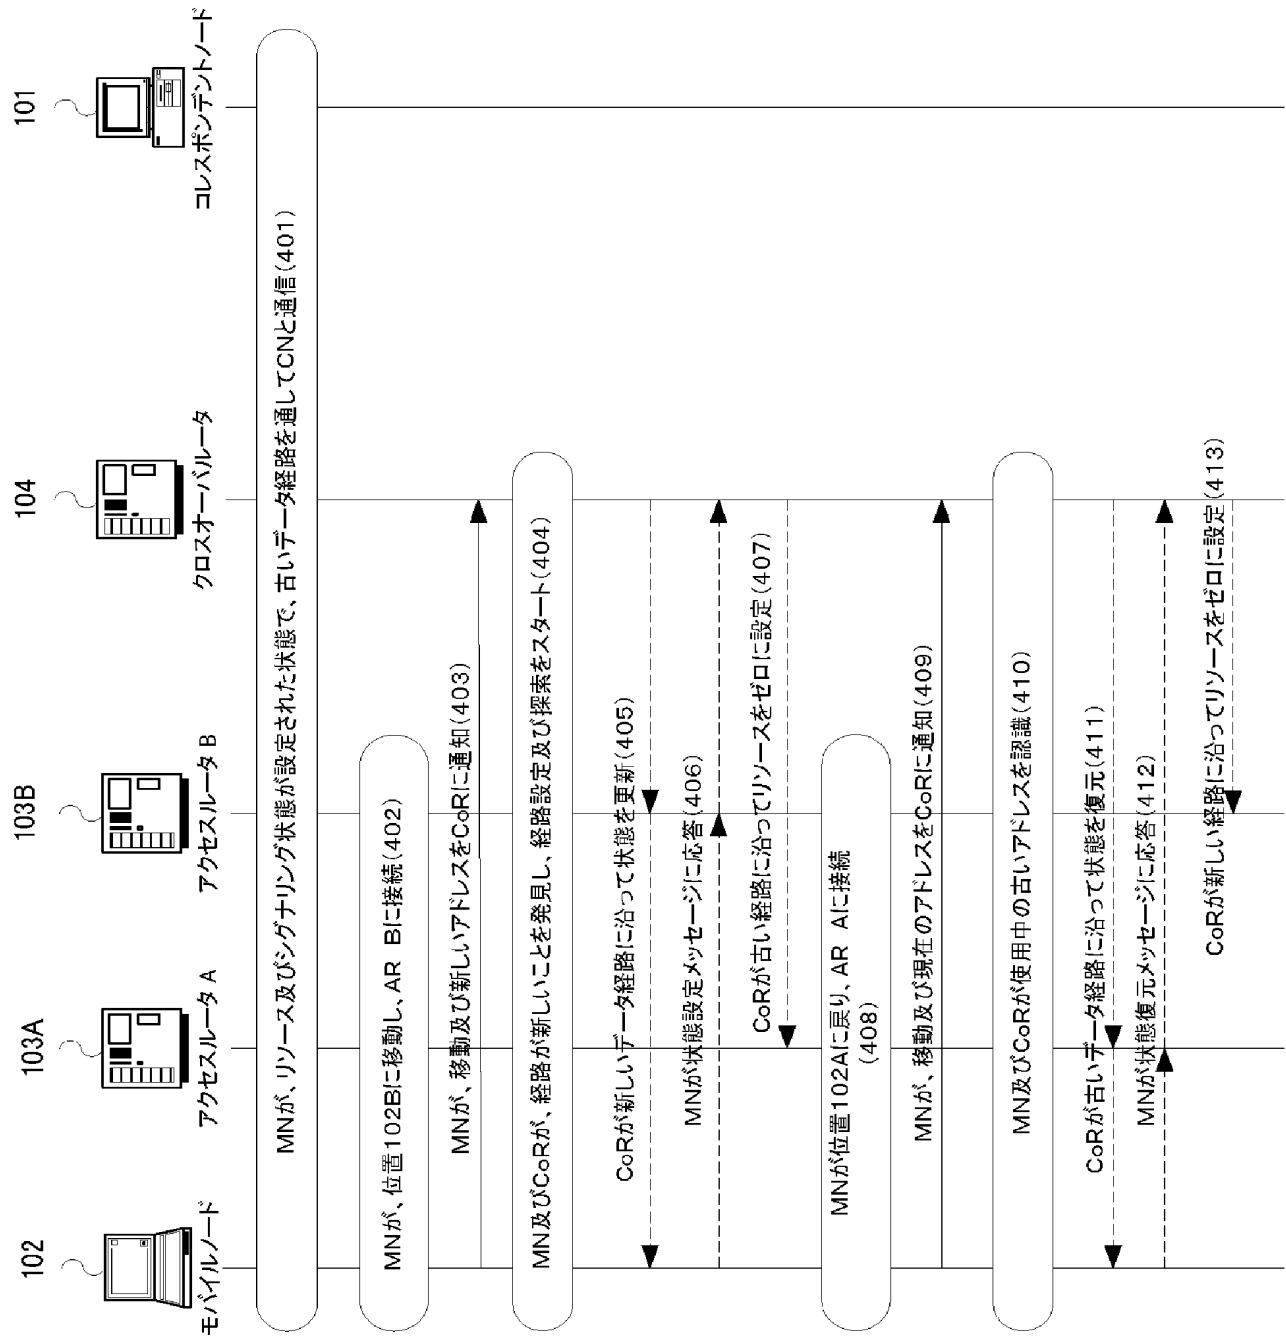 102
モバイルノード
103A
アクセスルータ A
103B
アクセスルータ B
104
クロスオーバルータ
101
コレスポンデントノード
MNが、リソース及びシグナリング状態が設定された状態で、古いデータ経路を通してCNと通信(401)
MNが、位置102Bに移動し、AR Bに接続(402)
MNが、移動及び新しいアドレスをCoRに通知(403)
MN及びCoRが、経路が新しいことを発見し、経路設定及び探索をスタート(404)
CoRが新しいデータ経路に沿って状態を更新(405)
MNが状態設定メッセージに応答(406)
CoRが古い経路に沿ってリソースをゼロに設定(407)
MNが位置102Aに戻り、AR Aに接続
(408)
MNが、移動及び現在のアドレスをCoRに通知(409)
MN及びCoRが使用中の古いアドレスを認識(410)
CoRが古いデータ経路に沿って状態を復元(411)
MNが状態復元メッセージに応答(412)
CoRが新しい経路に沿ってリソースをゼロに設定(413)